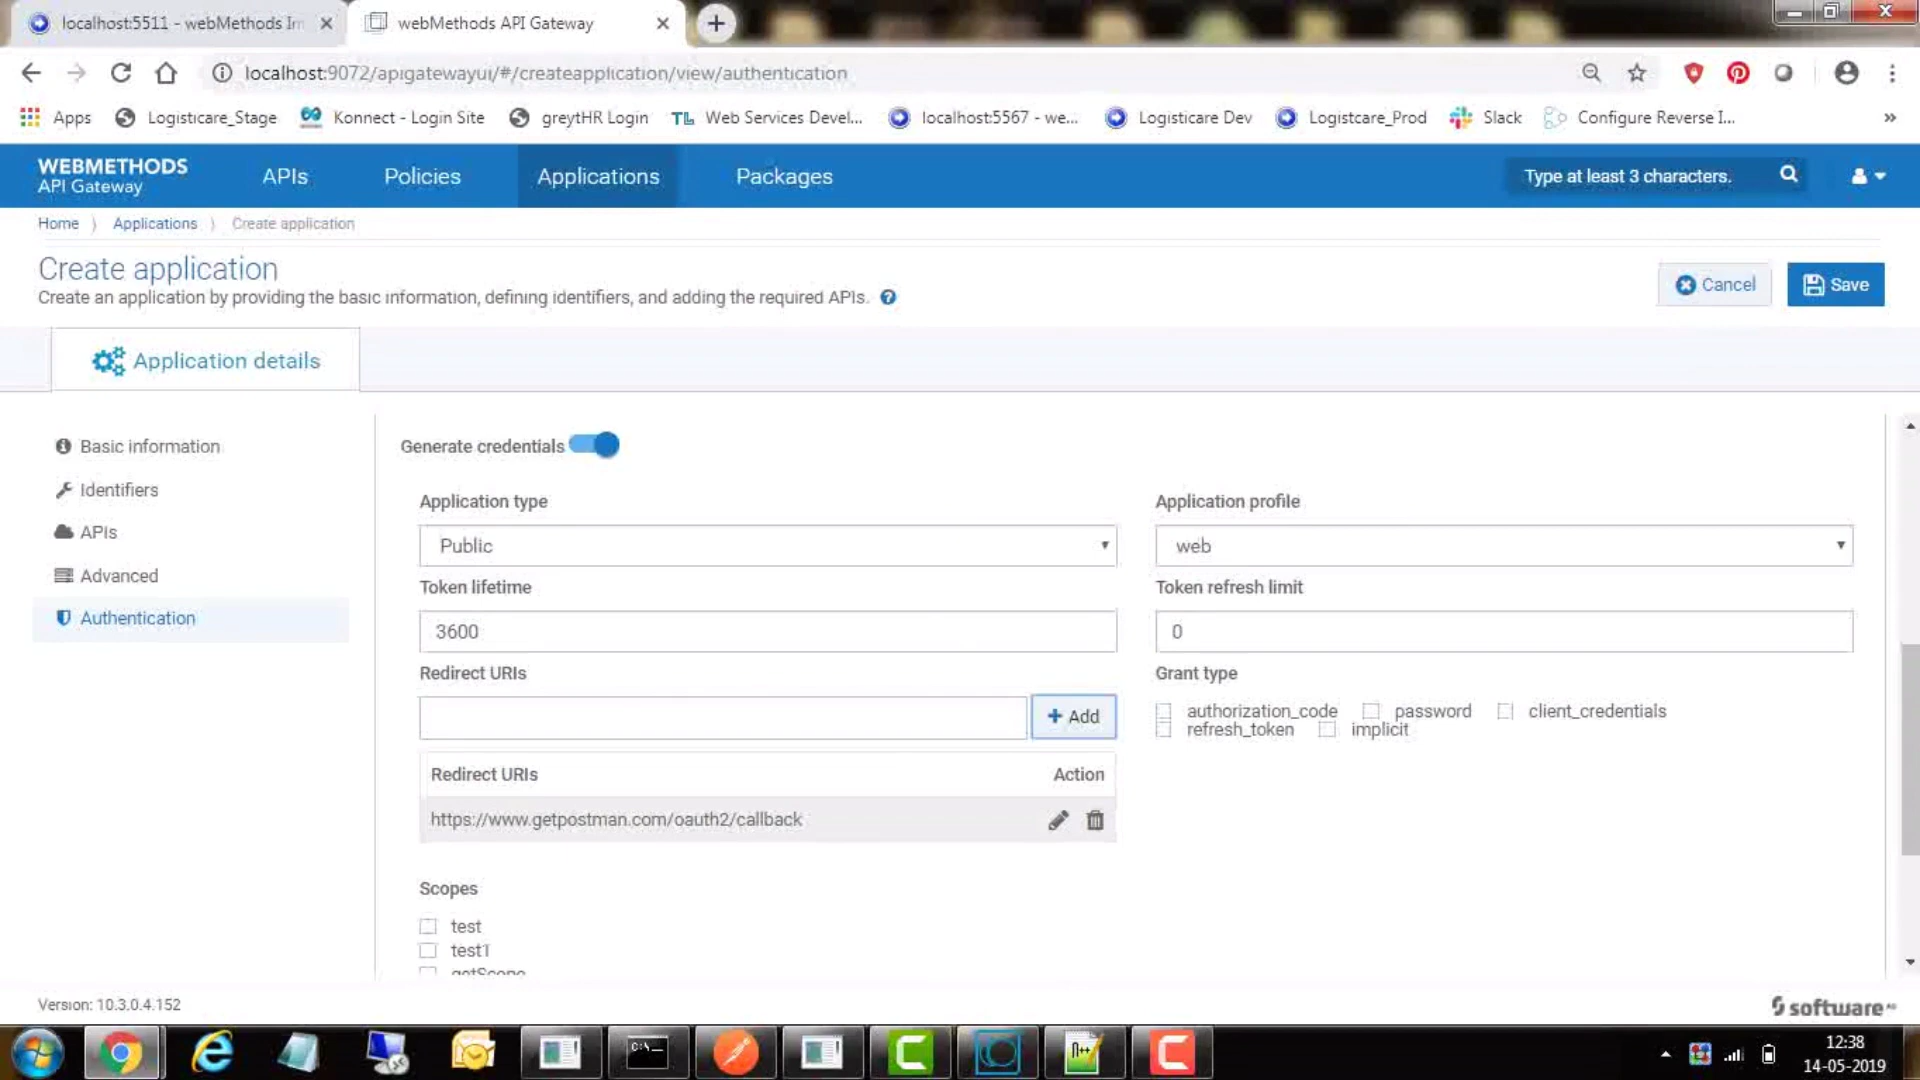 localhost:5511 - webMethods In
webMethods API Gateway
localhost:9072/apigatewayui/#/createapplication/view/authentication
Apps Logisticare_Stage Konnect - Login Site greytHR Login TL Web Services Devel... localhost:5567 - we... Logisticare Dev Logistcare_Prod Slack Configure Reverse I... »
WEBMETHODS
API Gateway
APIs Policies Applications Packages
Type at least 3 characters.
Home ) Applications ) Create application
Create application
Create an application by providing the basic information, defining identifiers, and adding the required APIs.
Cancel Save
Application details
Basic information
Identifiers
APIs
Advanced
Authentication
Generate credentials
Application type Application profile
Public web
Token lifetime Token refresh limit
3600 0
Redirect URIs Grant type
+ Add
authorization_code password client_credentials
refresh_token implicit
Redirect URIs Action
https://www.getpostman.com/oauth2/callback
Scopes
test
test1
getScope
Version: 10.3.0.4.152
software AG
C:\_
12:38
14-05-2019